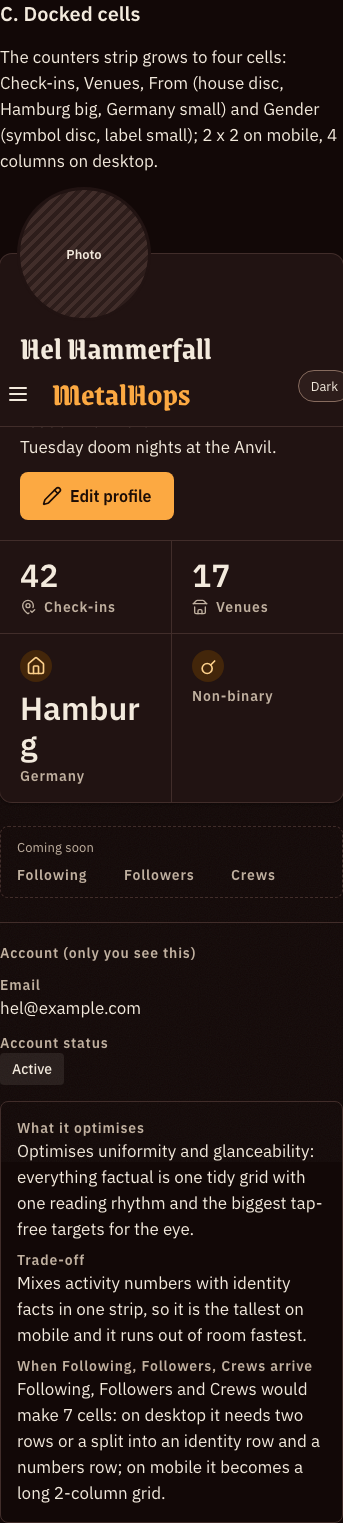 C. Docked cells
The counters strip grows to four cells:
Check-ins, Venues, From (house disc,
Hamburg big, Germany small) and Gender
(symbol disc, label small); 2 x 2 on mobile, 4
columns on desktop.
Photo
Hel Hammerfall
MetalHops
Dark
Tuesday doom nights at the Anvil.
Edit profile
42
17
Check-ins
Venues
Hambur
g
Non-binary
Germany
Coming soon
Following Followers Crews
Account (only you see this)
Email
hel@example.com
Account status
Active
What it optimises
Optimises uniformity and glanceability:
everything factual is one tidy grid with
one reading rhythm and the biggest tap-
free targets for the eye.
Trade-off
Mixes activity numbers with identity
facts in one strip, so it is the tallest on
mobile and it runs out of room fastest.
When Following, Followers, Crews arrive
Following, Followers and Crews would
make 7 cells: on desktop it needs two
rows or a split into an identity row and a
numbers row; on mobile it becomes a
long 2-column grid.